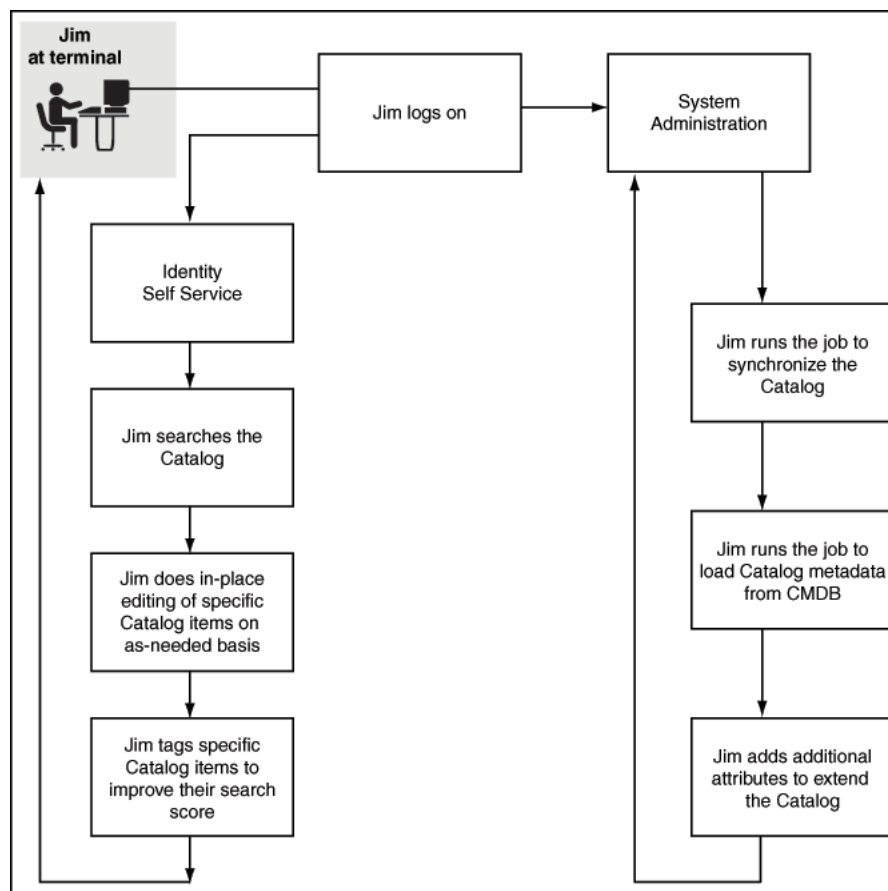 Jim
at terminal
Jim logs on
System
Administration
Identity
Self Service
Jim searches the
Catalog
Jim does in-place
editing of specific
Catalog items on
as-needed basis
Jim tags specific
Catalog items to
improve their search
score
Jim runs the job to
synchronize the
Catalog
Jim runs the job to
load Catalog metadata
from CMDB
Jim adds additional
attributes to extend
the Catalog